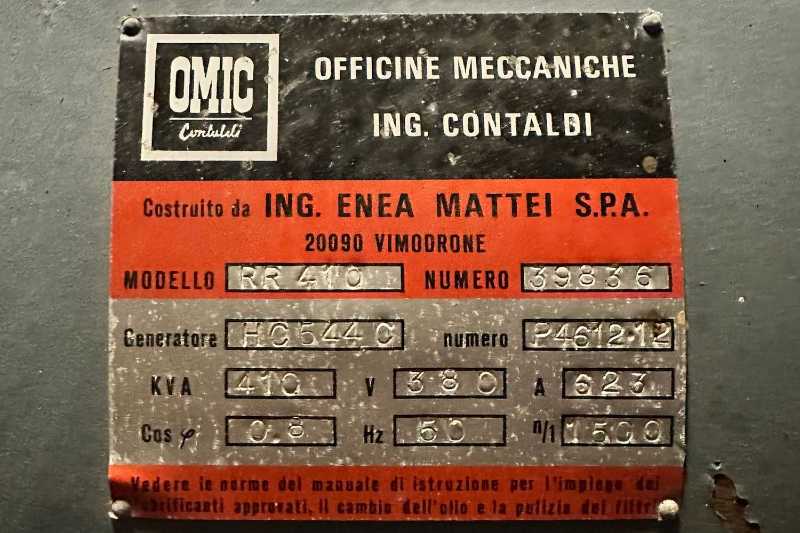 OMIC
Contaldi
OFFICINE MECCANICHE
ING. CONTALDI
Costruito da ING. ENEA MATTEI S.P.A.
20090 VIMODRONE
MODELLO RR 410 NUMERO 39836
Generatore HC544C numero P4612-12
KVA 410 V 380 A 623
Cos φ 0.8 Hz 50 n/1 1500
Vedere le norme del manuale di istruzione per l'impiego dei
lubrificanti approvati, il cambio dell'olio e la pulizia dei filtri